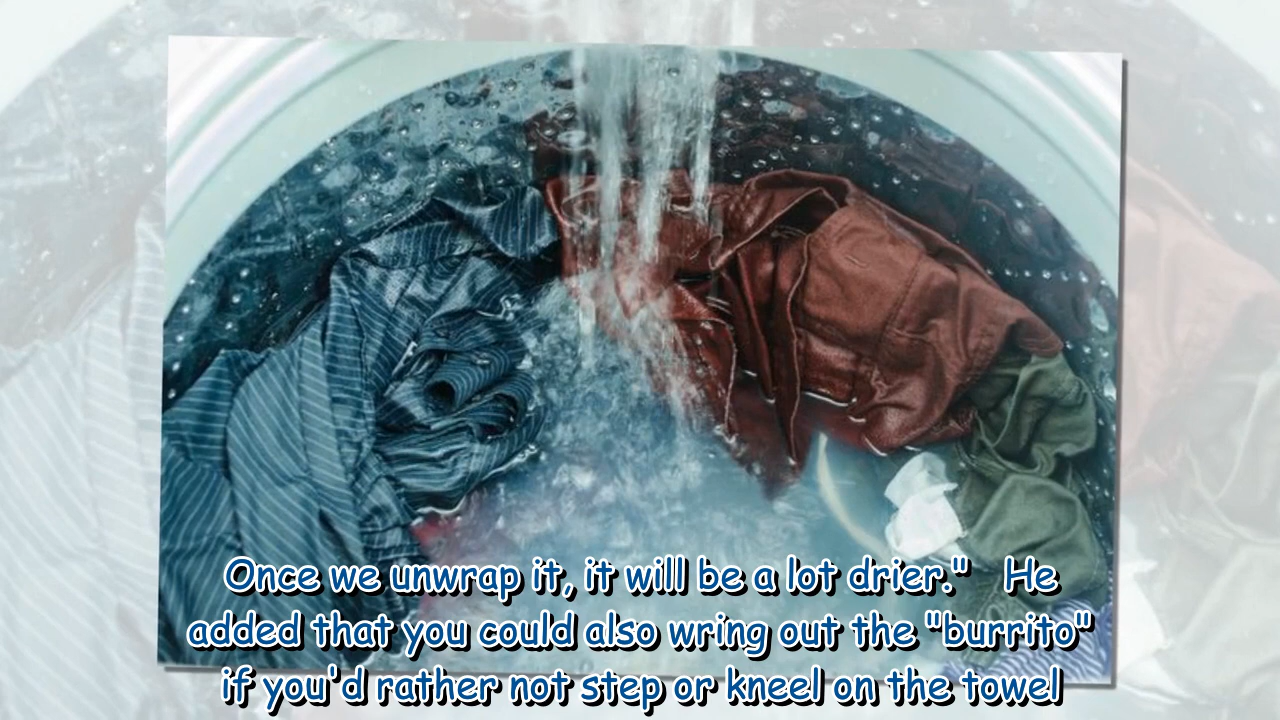 Once we unwrap it, it will be a lot drier."   He
added that you could also wring out the "burrito"
if you'd rather not step or kneel on the towel